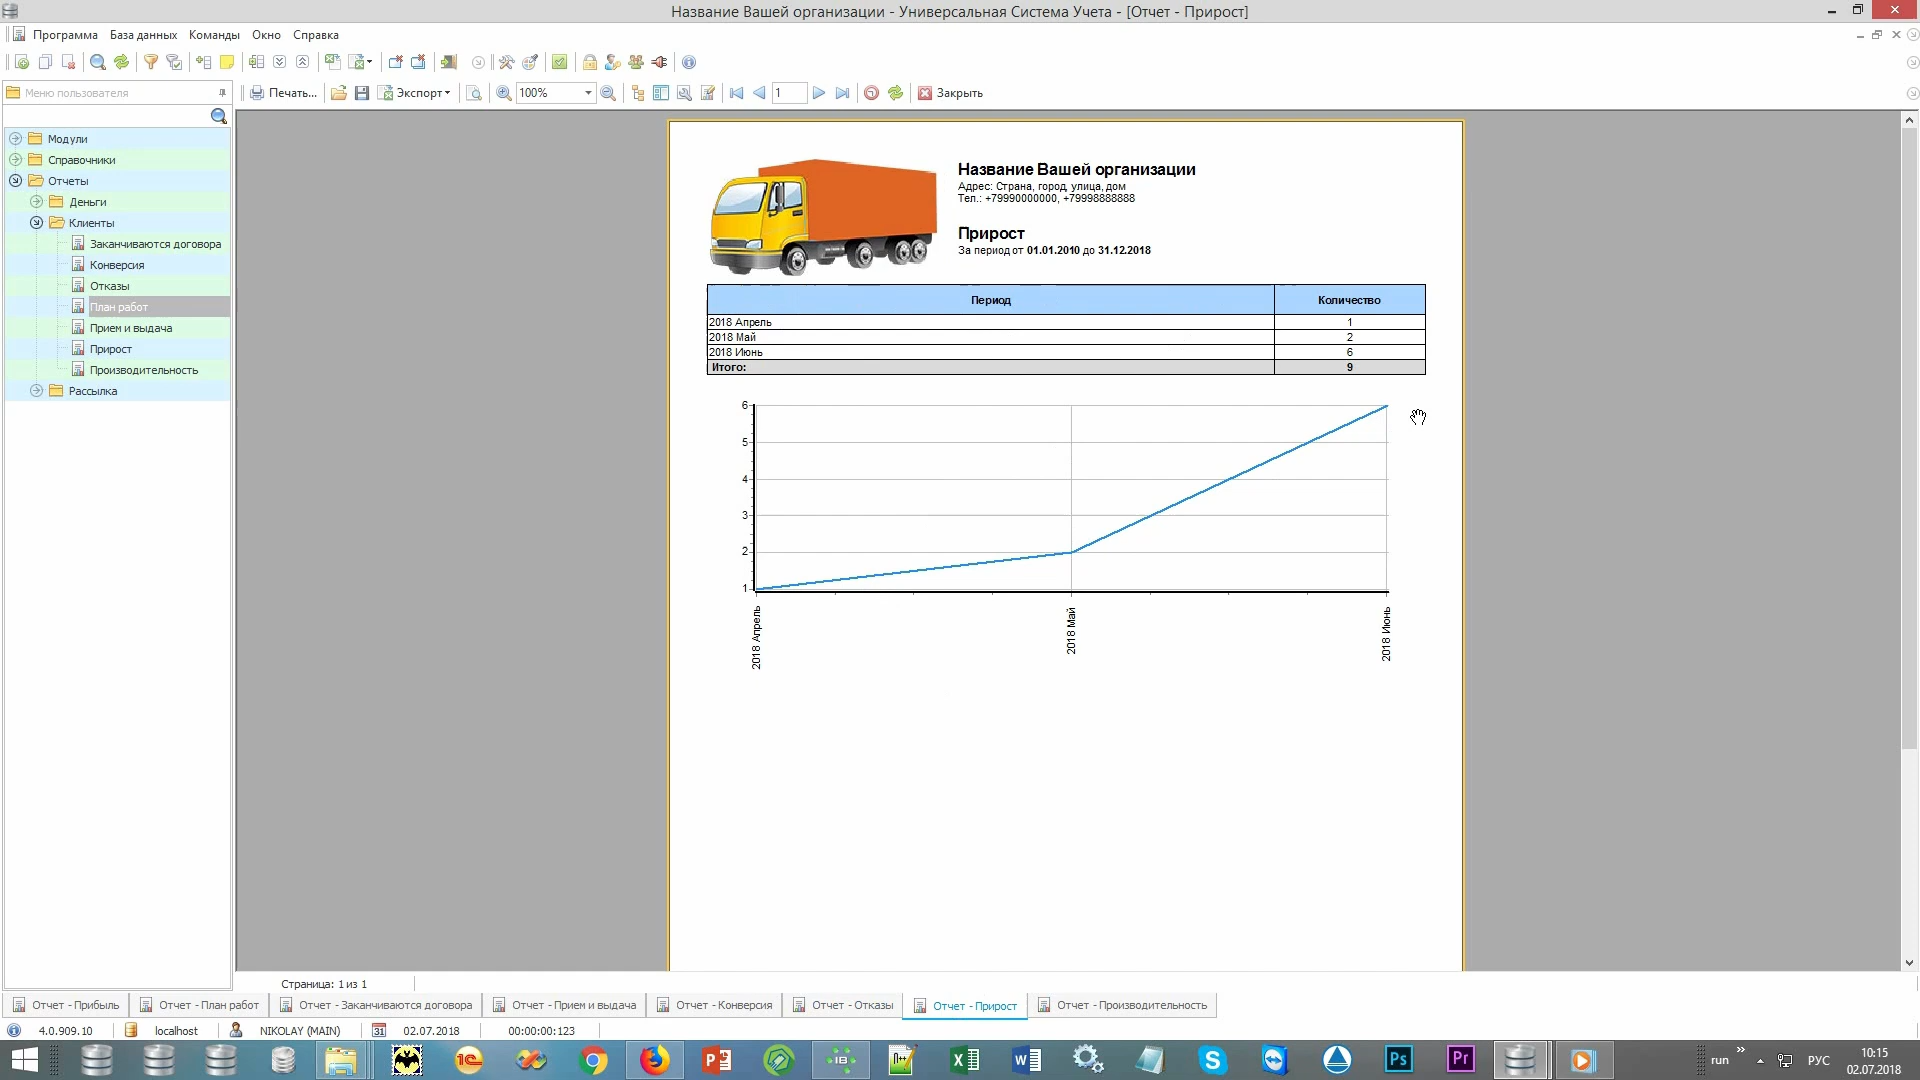 Название Вашей организации - Универсальная Система Учета - [Отчет - Прирост]
Программа База данных Команды Окно Справка
Меню пользователя
Печать... Экспорт 100% 1 Закрыть
Модули
Справочники
Отчеты
Деньги
Клиенты
Заканчиваются договора
Конверсия
Отказы
План работ
Прием и выдача
Прирост
Производительность
Рассылка
Название Вашей организации
Адрес: Страна, город, улица, дом
Тел.: +79990000000, +79998888888
Прирост
За период от 01.01.2010 до 31.12.2018
Период Количество
2018 Апрель 1
2018 Май 2
2018 Июнь 6
Итого: 9
6
5
4
3
2
1
2018 Апрель 2018 Май 2018 Июнь
Страница: 1 из 1
Отчет - Прибыль Отчет - План работ Отчет - Заканчиваются договора Отчет - Прием и выдача Отчет - Конверсия Отчет - Отказы Отчет - Прирост Отчет - Производительность
4.0.909.10 localhost NIKOLAY (MAIN) 31 02.07.2018 00:00:00:123
1С IB n++ Ps Pr run РУС 10:15
02.07.2018